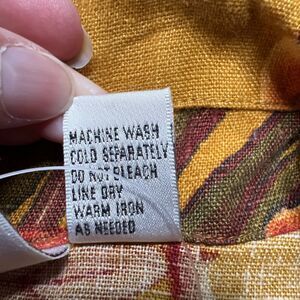 MACHINE WASH
COLD SEPARATELY
DO NOT BLEACH
LINE DRY
WARM IRON
AS NEEDED